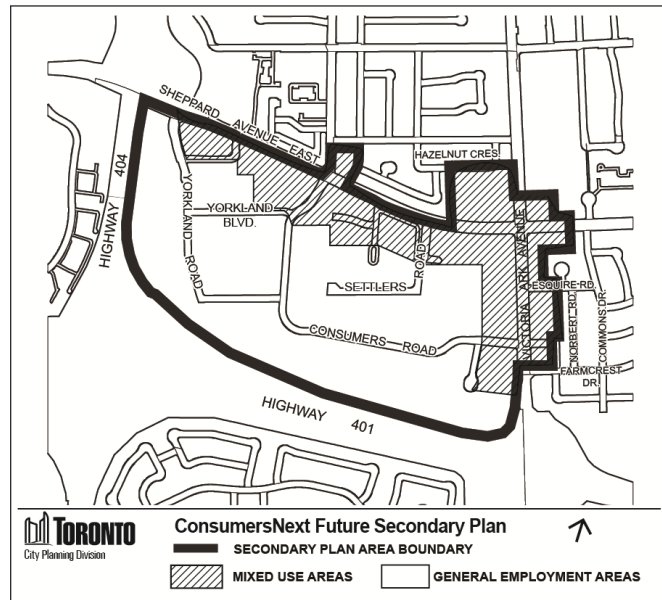 SHEPPARD AVENUE EAST
HAZELNUT CRES.
HIGHWAY 404
YORKLAND ROAD
YORKLAND
BLVD.
SETTLERS ROAD
CONSUMERS ROAD
VICTORIA ARK AVENUE
ESQUIRE RD.
NORBERT RD.
COMMONS DR.
FARMCREST
DR.
HIGHWAY 401
TORONTO
City Planning Division
ConsumersNext Future Secondary Plan
SECONDARY PLAN AREA BOUNDARY
MIXED USE AREAS
GENERAL EMPLOYMENT AREAS